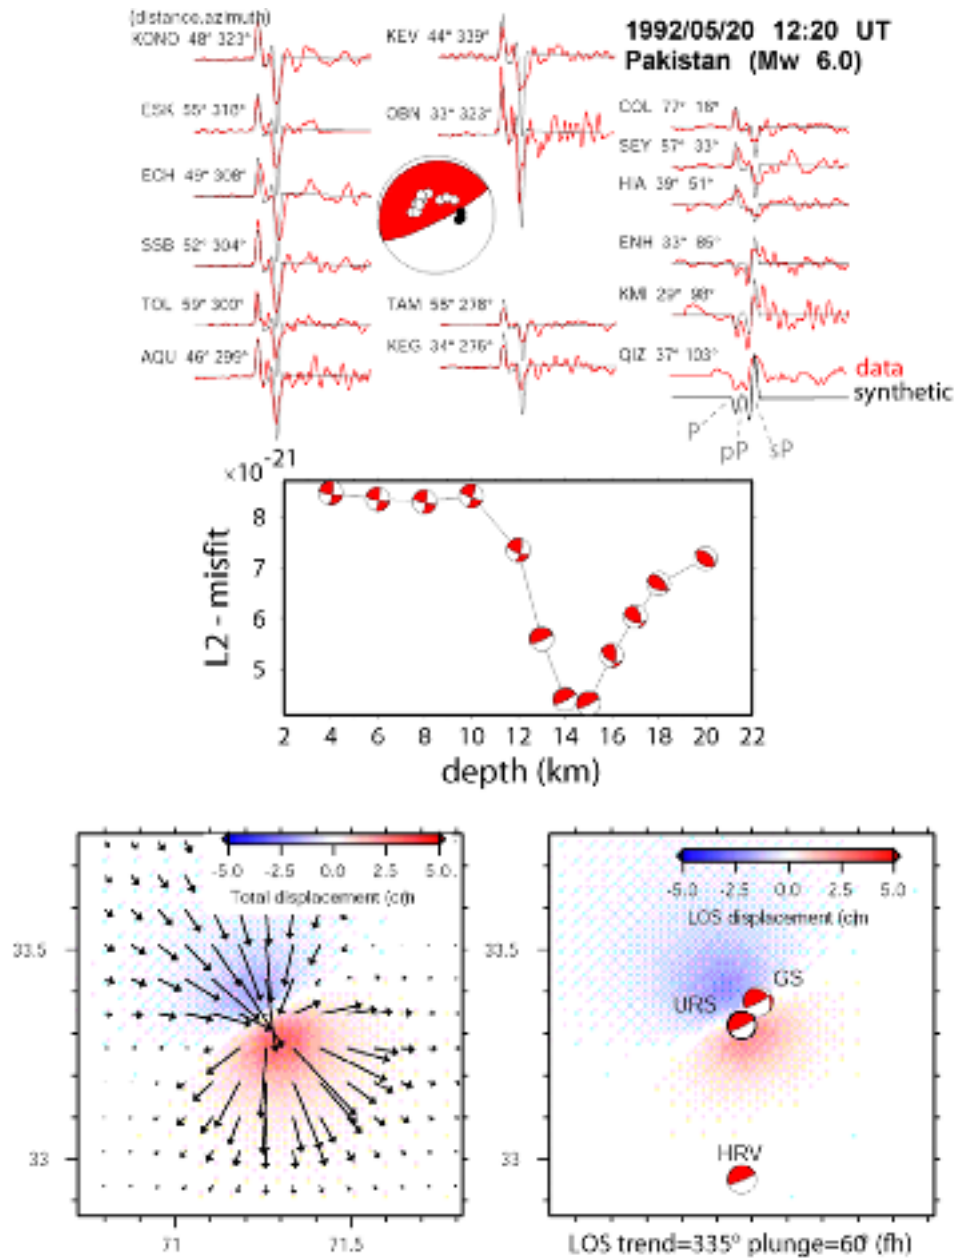 (distance,azimuth)
KONO 48° 323°
KEV 44° 339°
1992/05/20 12:20 UT
Pakistan (Mw 6.0)
ESK 55° 318°
OBN 33° 323°
COL 77° 18°
SEY 57° 33°
ECH 49° 308°
HIA 39° 51°
SSB 52° 304°
ENH 33° 85°
TOL 59° 300°
TAM 55° 278°
KMI 29° 98°
AQU 46° 299°
KEG 34° 276°
QIZ 37° 103°
data
synthetic
P
pP
sP
×10-21
8
7
6
5
L2 - misfit
2 4 6 8 10 12 14 16 18 20 22
depth (km)
-5.0 -2.5 0.0 2.5 5.0
Total displacement (c)n
33.5
33
71 71.5
-5.0 -2.5 0.0 2.5 5.0
LOS displacement (c)n
GS
URS
33.5
33
HRV
LOS trend=335° plunge=60° (fh)